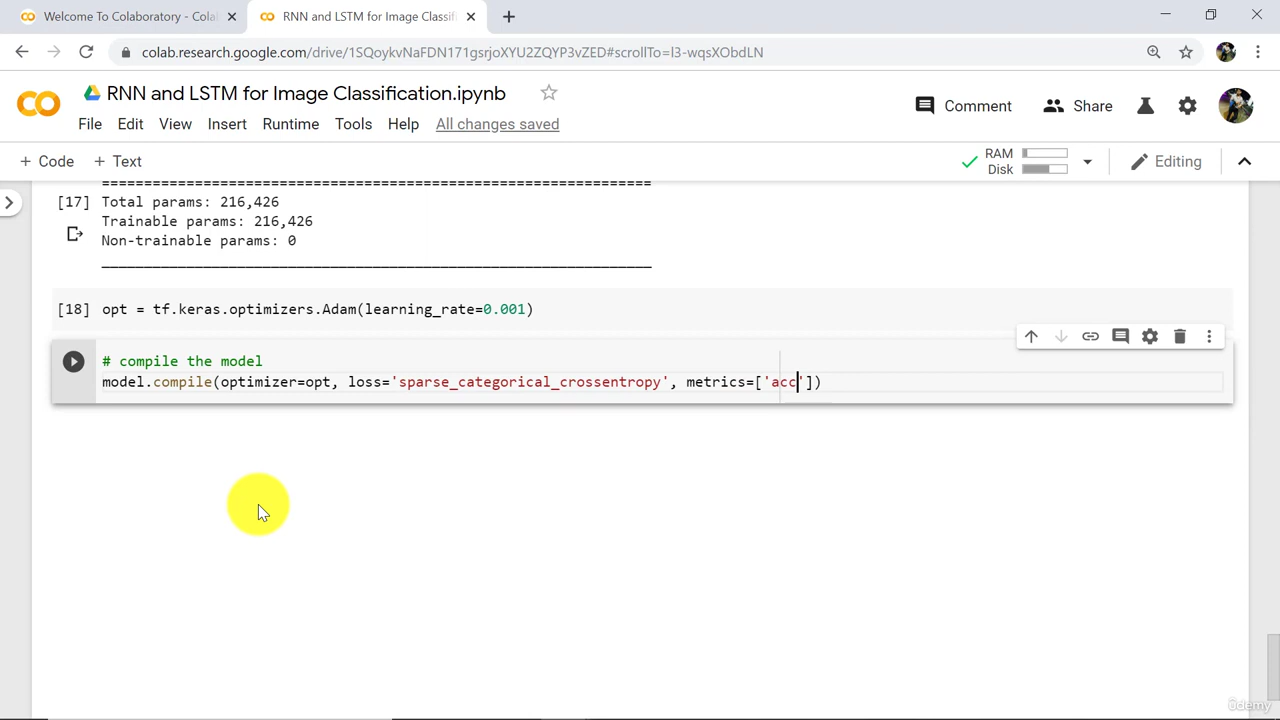 Welcome To Colaboratory - Cola
RNN and LSTM for Image Classifi
colab.research.google.com/drive/1SQoykvNaFDN171gsrjoXYU2ZQYP3vZED#scrollTo=l3-wqsXObdLN
RNN and LSTM for Image Classification.ipynb
Comment
Share
File Edit View Insert Runtime Tools Help All changes saved
+ Code + Text
RAM
Disk
Editing
=================================================================
[17] Total params: 216,426
Trainable params: 216,426
Non-trainable params: 0
_________________________________________________________________
[18] opt = tf.keras.optimizers.Adam(learning_rate=0.001)
# compile the model
model.compile(optimizer=opt, loss='sparse_categorical_crossentropy', metrics=['acc'])
ûdemy